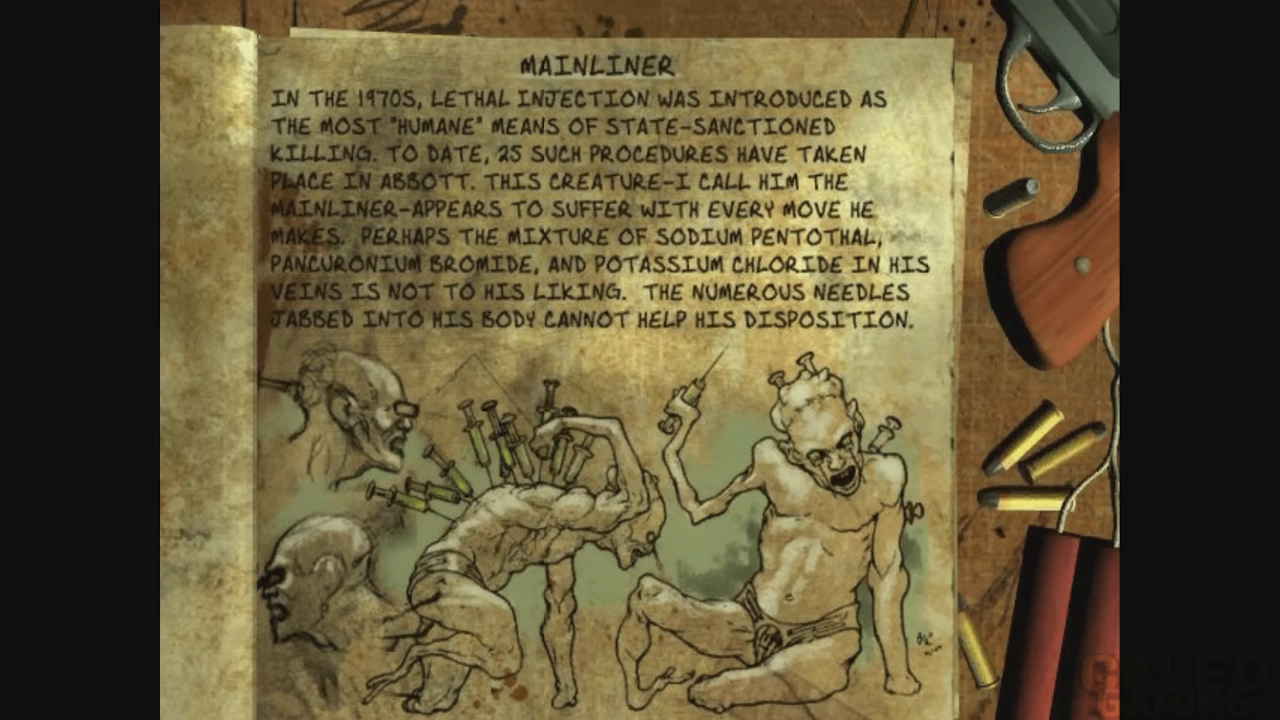 MAINLINER
IN THE 1970S, LETHAL INJECTION WAS INTRODUCED AS
THE MOST "HUMANE" MEANS OF STATE-SANCTIONED
KILLING. TO DATE, 25 SUCH PROCEDURES HAVE TAKEN
PLACE IN ABBOTT. THIS CREATURE-I CALL HIM THE
MAINLINER-APPEARS TO SUFFER WITH EVERY MOVE HE
MAKES. PERHAPS THE MIXTURE OF SODIUM PENTOTHAL,
PANCURONIUM BROMIDE, AND POTASSIUM CHLORIDE IN HIS
VEINS IS NOT TO HIS LIKING. THE NUMEROUS NEEDLES
JABBED INTO HIS BODY CANNOT HELP HIS DISPOSITION.
CALEO
GAMING